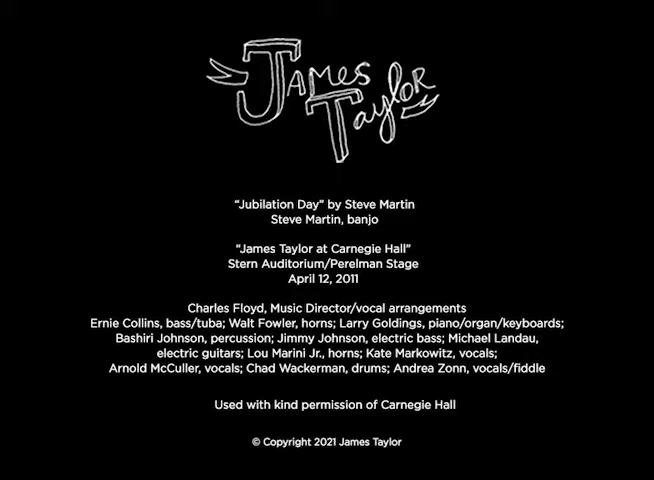 JAMES
Taylor
“Jubilation Day” by Steve Martin
Steve Martin, banjo
“James Taylor at Carnegie Hall”
Stern Auditorium/Perelman Stage
April 12, 2011
Charles Floyd, Music Director/vocal arrangements
Ernie Collins, bass/tuba; Walt Fowler, horns; Larry Goldings, piano/organ/keyboards;
Bashiri Johnson, percussion; Jimmy Johnson, electric bass; Michael Landau,
electric guitars; Lou Marini Jr., horns; Kate Markowitz, vocals;
Arnold McCuller, vocals; Chad Wackerman, drums; Andrea Zonn, vocals/fiddle
Used with kind permission of Carnegie Hall
© Copyright 2021 James Taylor